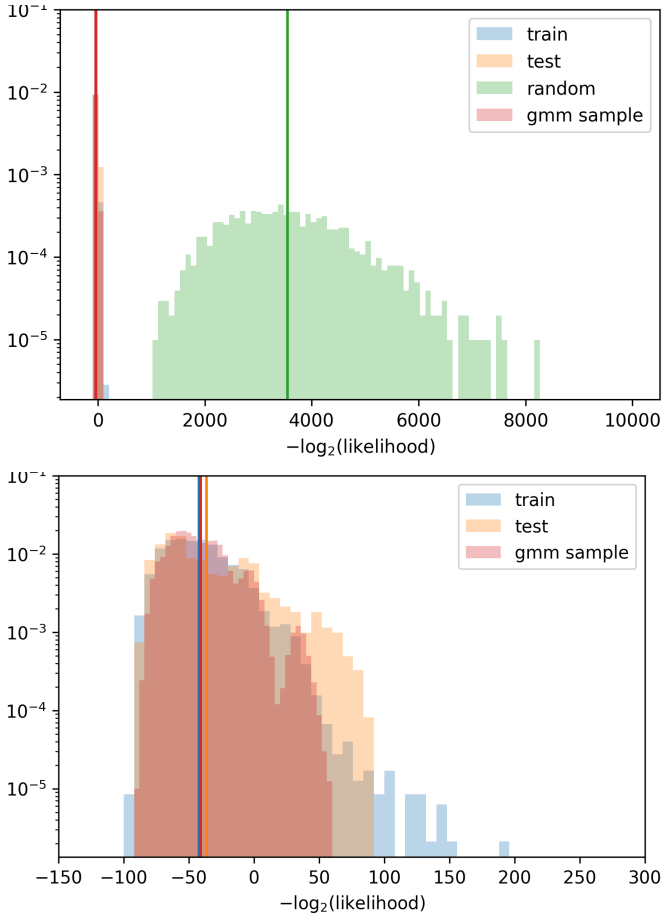 10⁻¹
10⁻²
10⁻³
10⁻⁴
10⁻⁵
train
test
random
gmm sample
0 2000 4000 6000 8000 10000
−log₂(likelihood)
10⁻¹
10⁻²
10⁻³
10⁻⁴
10⁻⁵
train
test
gmm sample
−150 −100 −50 0 50 100 150 200 250 300
−log₂(likelihood)